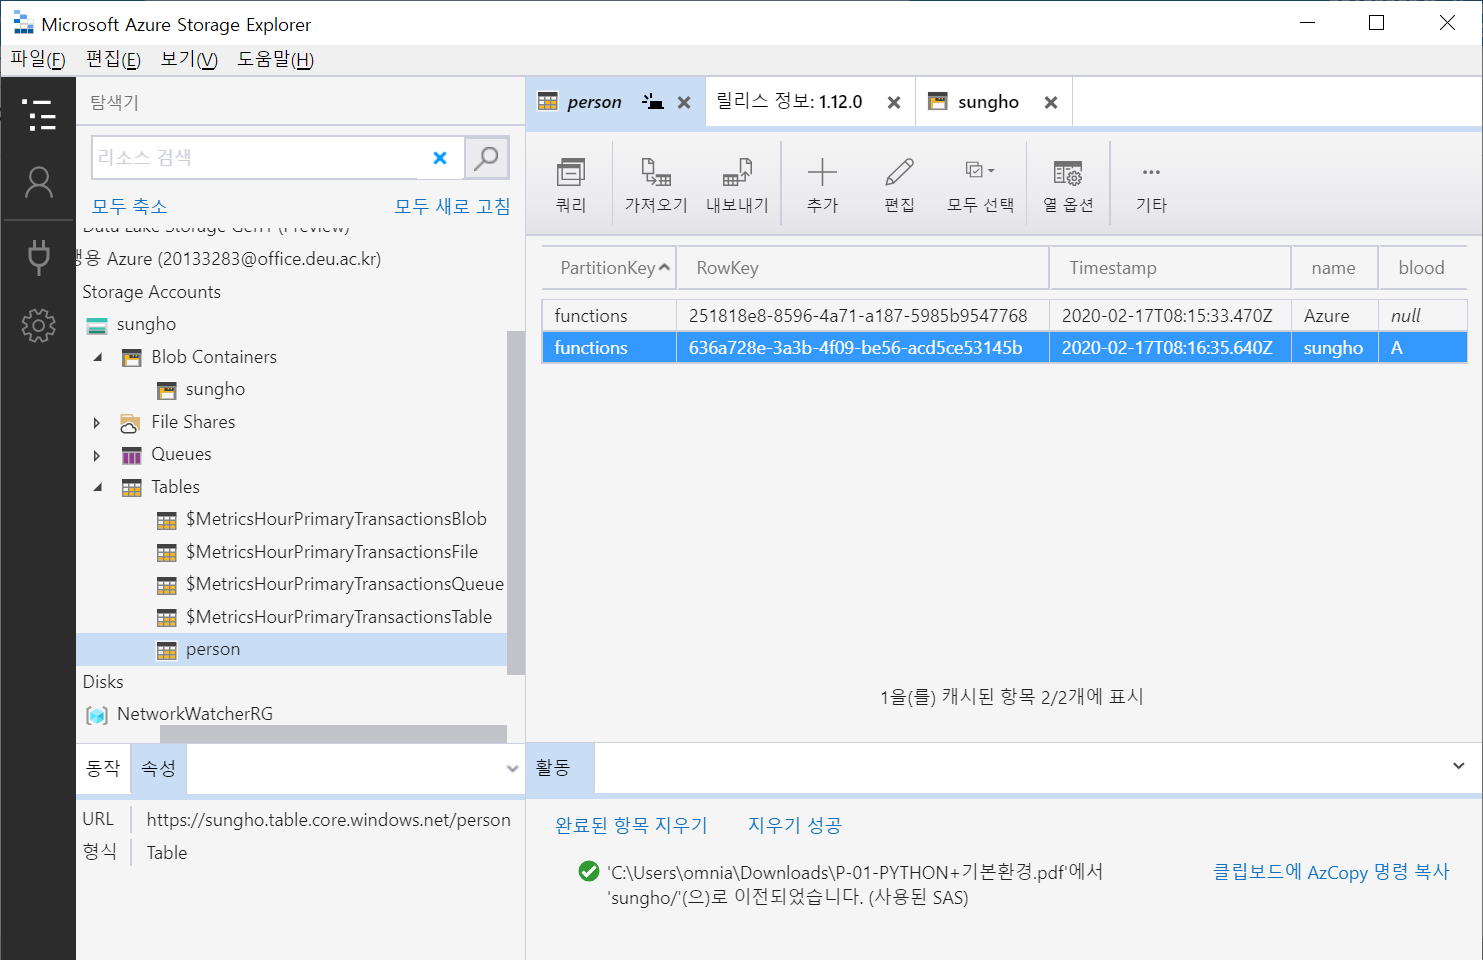 Microsoft Azure Storage Explorer
파일(F) 편집(E) 보기(V) 도움말(H)
탐색기
리소스 검색
모두 축소 모두 새로 고침
Data Lake Storage Gen1 (Preview)
생용 Azure (20133283@office.deu.ac.kr)
Storage Accounts
sungho
Blob Containers
sungho
File Shares
Queues
Tables
$MetricsHourPrimaryTransactionsBlob
$MetricsHourPrimaryTransactionsFile
$MetricsHourPrimaryTransactionsQueue
$MetricsHourPrimaryTransactionsTable
person
Disks
NetworkWatcherRG
동작 속성
URL https://sungho.table.core.windows.net/person
형식 Table
person 릴리스 정보: 1.12.0 sungho
쿼리 가져오기 내보내기 추가 편집 모두 선택 열 옵션 기타
PartitionKey RowKey Timestamp name blood
functions 251818e8-8596-4a71-a187-5985b9547768 2020-02-17T08:15:33.470Z Azure null
functions 636a728e-3a3b-4f09-be56-acd5ce53145b 2020-02-17T08:16:35.640Z sungho A
1을(를) 캐시된 항목 2/2개에 표시
활동
완료된 항목 지우기 지우기 성공
'C:\Users\omnia\Downloads\P-01-PYTHON+기본환경.pdf'에서 클립보드에 AzCopy 명령 복사
'sungho/'(으)로 이전되었습니다. (사용된 SAS)